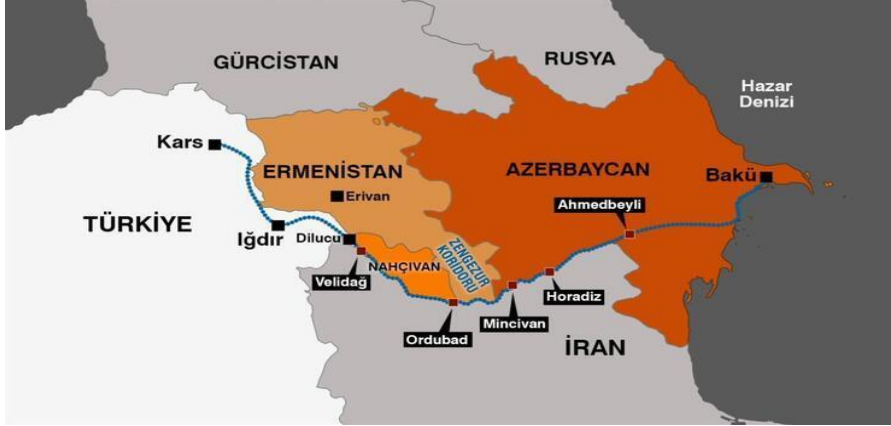 GÜRCİSTAN
RUSYA
Hazar
Denizi
Kars
ERMENİSTAN
AZERBAYCAN
Bakü
Erivan
Ahmedbeyli
TÜRKİYE
Iğdır
Dilucu
ZENGEZUR
KORİDORU
NAHÇIVAN
Velidağ
Horadiz
Mincivan
Ordubad
İRAN